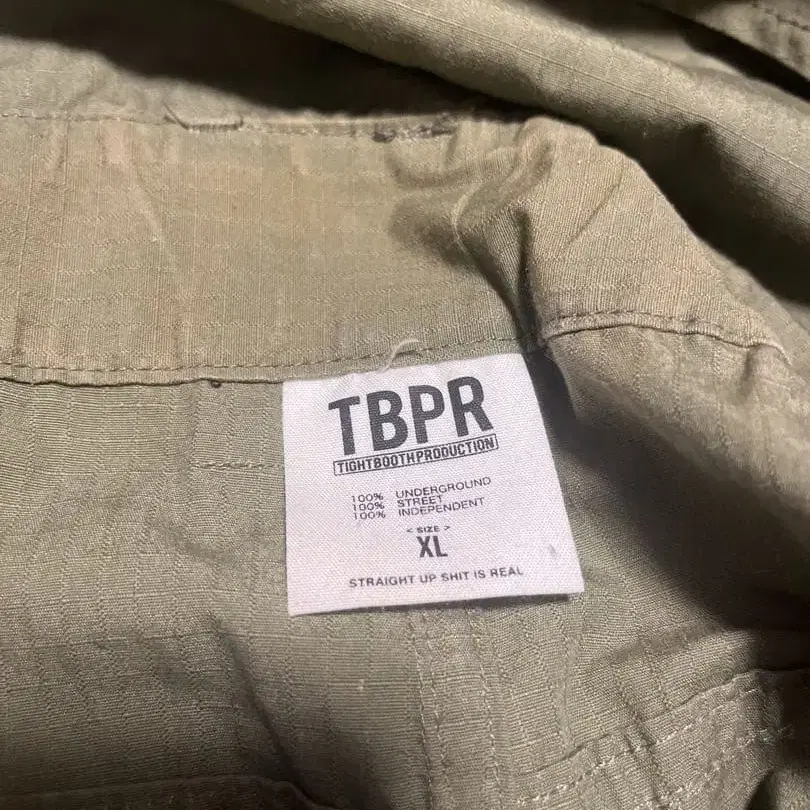 TBPR
TIGHTBOOTHPRODUCTION
100% UNDERGROUND
100% STREET
100% INDEPENDENT
< SIZE >
XL
STRAIGHT UP SHIT IS REAL